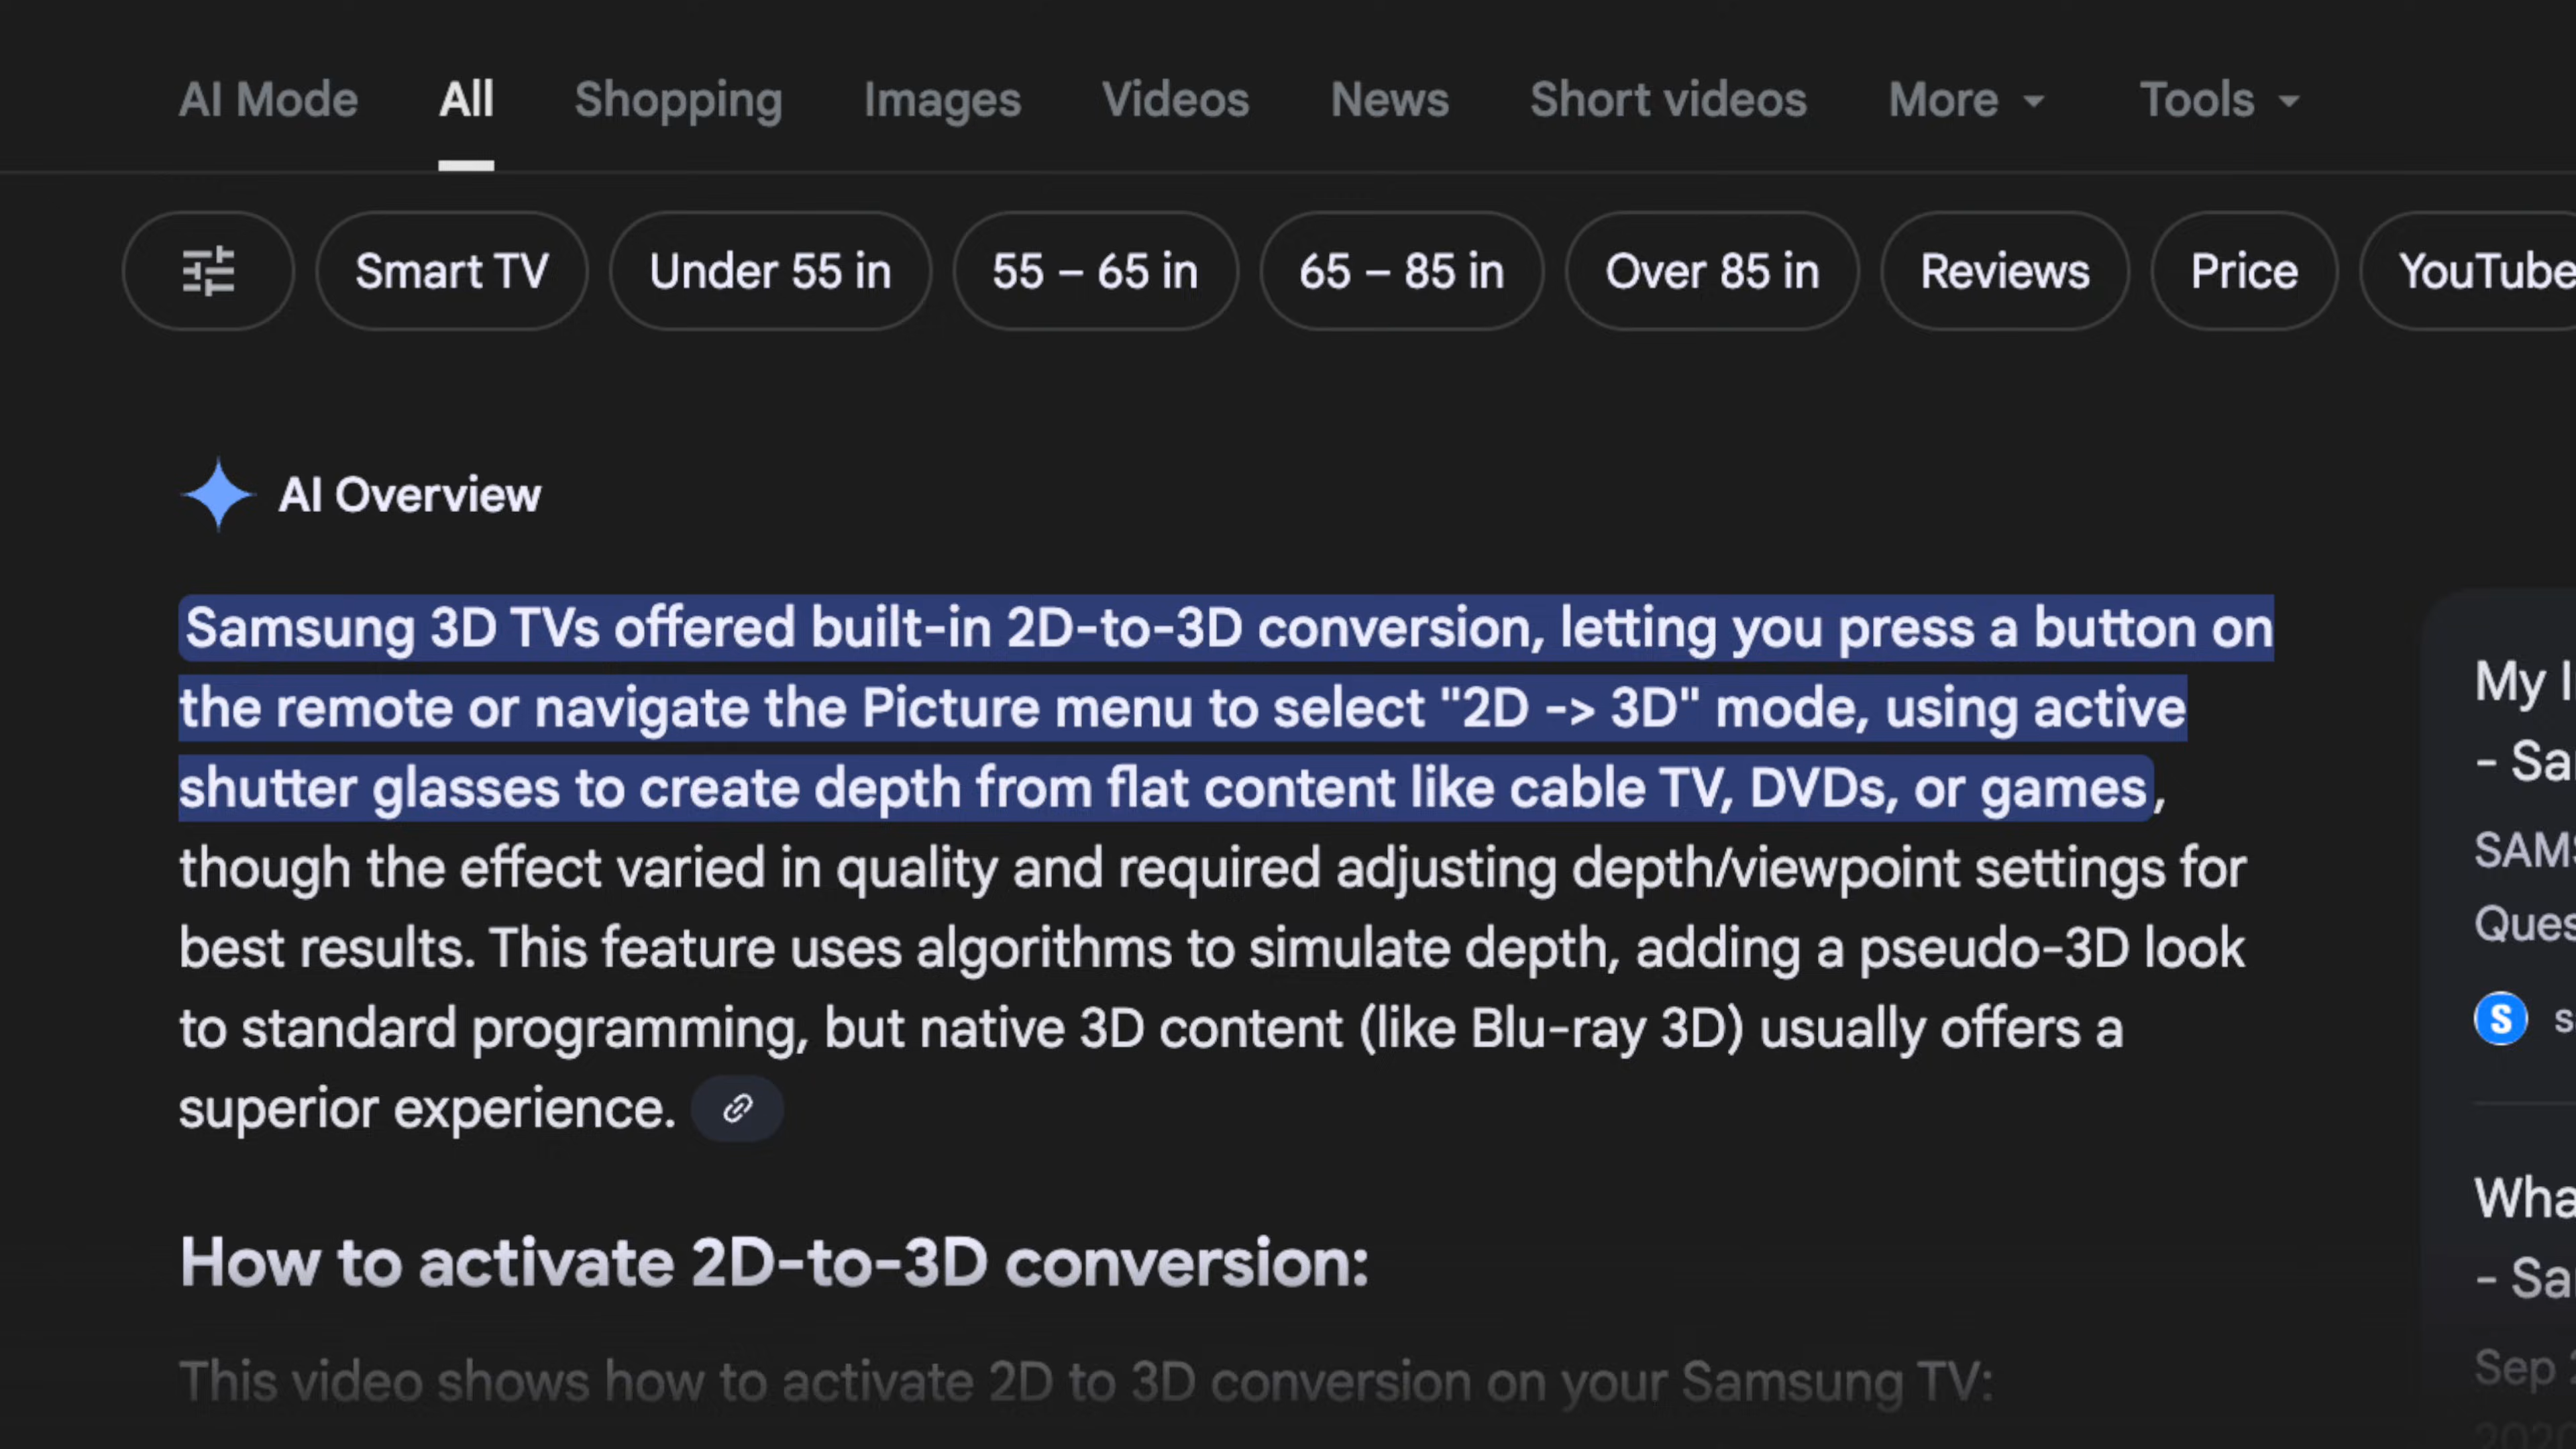 AI Mode All Shopping Images Videos News Short videos More Tools
Smart TV Under 55 in 55 – 65 in 65 – 85 in Over 85 in Reviews Price YouTube
AI Overview
Samsung 3D TVs offered built-in 2D-to-3D conversion, letting you press a button on
the remote or navigate the Picture menu to select "2D -> 3D" mode, using active
shutter glasses to create depth from flat content like cable TV, DVDs, or games,
though the effect varied in quality and required adjusting depth/viewpoint settings for
best results. This feature uses algorithms to simulate depth, adding a pseudo-3D look
to standard programming, but native 3D content (like Blu-ray 3D) usually offers a
superior experience.
How to activate 2D-to-3D conversion:
This video shows how to activate 2D to 3D conversion on your Samsung TV:
My
S
Sep